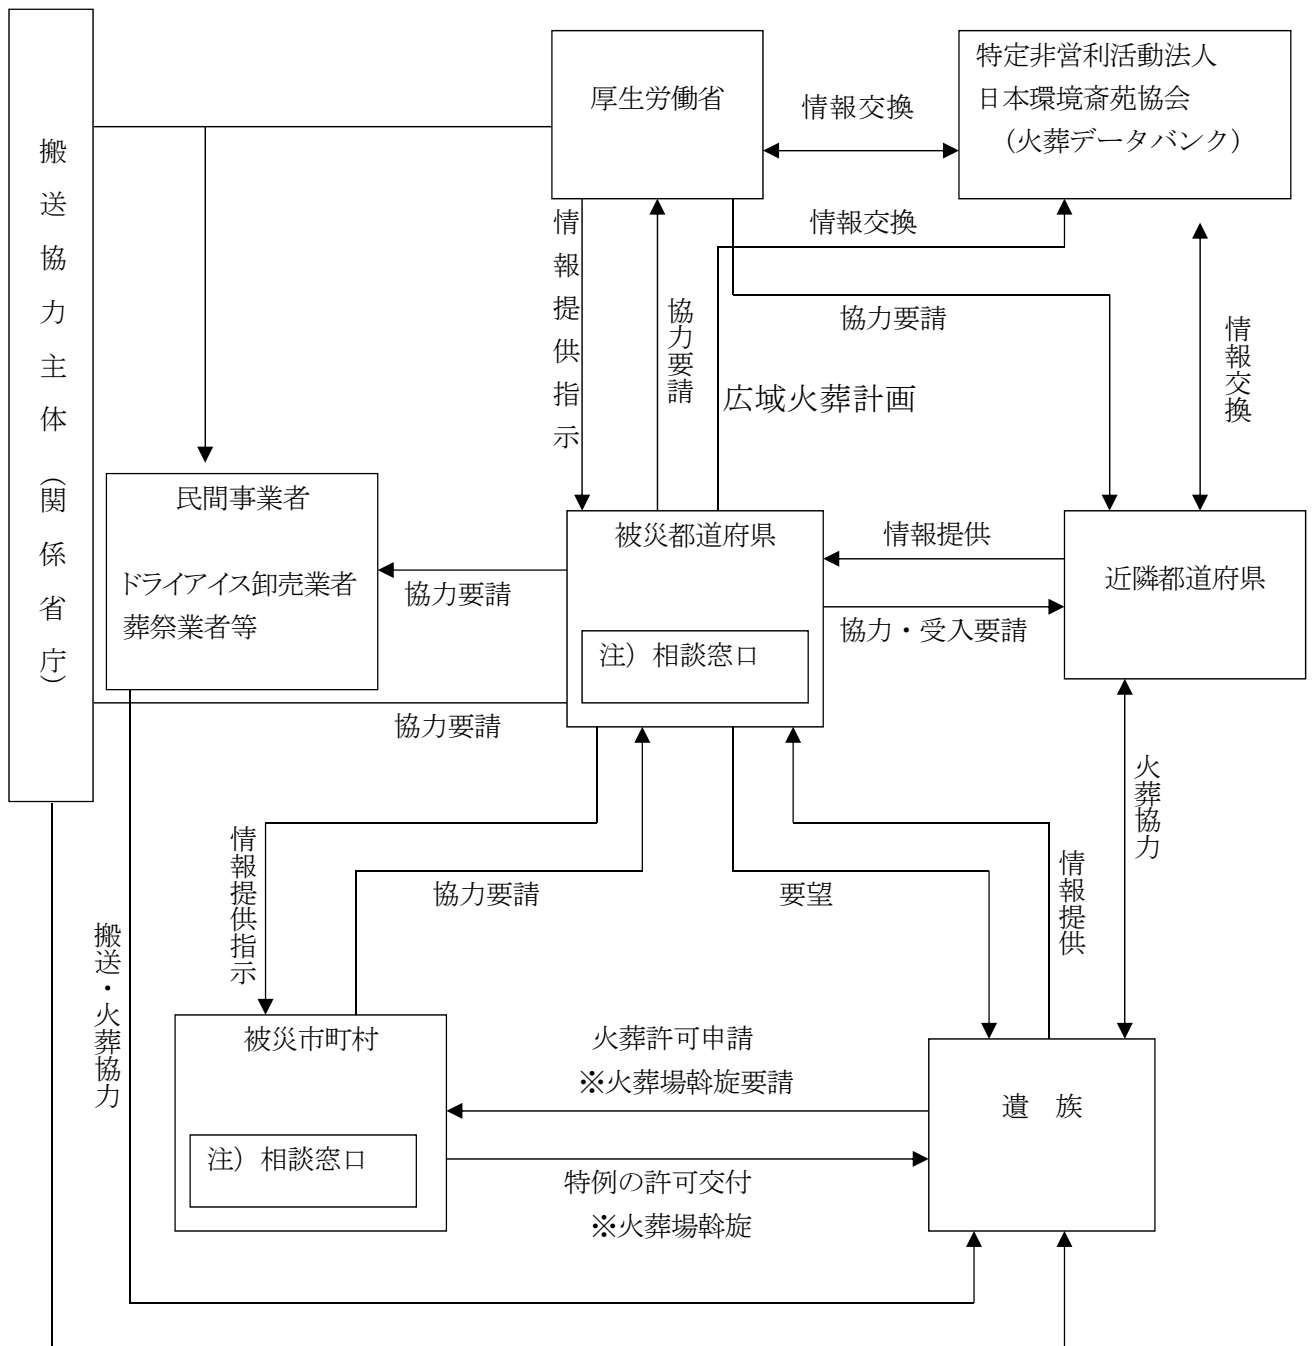 搬送協力主体（関係省庁）
厚生労働省
特定非営利活動法人
日本環境斎苑協会
（火葬データバンク）
情報交換
情報交換
情報提供指示
協力要請
協力要請
情報交換
広域火葬計画
民間事業者
ドライアイス卸売業者
葬祭業者等
被災都道府県
注）相談窓口
近隣都道府県
情報提供
協力要請
協力・受入要請
協力要請
火葬協力
情報提供指示
協力要請
要望
情報提供
搬送・火葬協力
被災市町村
注）相談窓口
火葬許可申請
※火葬場斡旋要請
遺　族
特例の許可交付
※火葬場斡旋